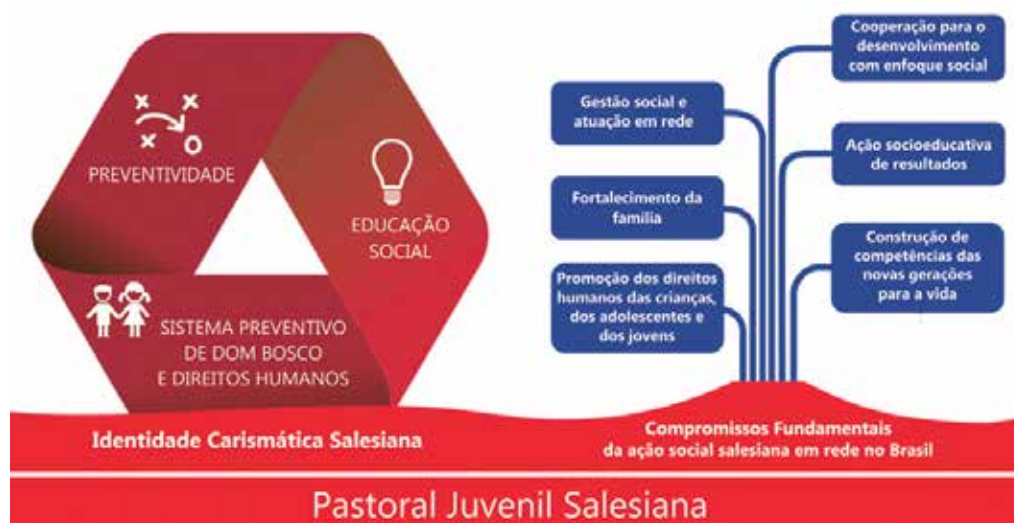 PREVENTIVIDADE
EDUCAÇÃO
SOCIAL
SISTEMA PREVENTIVO
DE DOM BOSCO
E DIREITOS HUMANOS
Identidade Carismática Salesiana
Cooperação para o
desenvolvimento
com enfoque social
Gestão social e
atuação em rede
Ação socioeducativa
de resultados
Fortalecimento da
família
Construção de
competências das
novas gerações
para a vida
Promoção dos direitos
humanos das crianças,
dos adolescentes e
dos jovens
Compromissos Fundamentais
da ação social salesiana em rede no Brasil
Pastoral Juvenil Salesiana